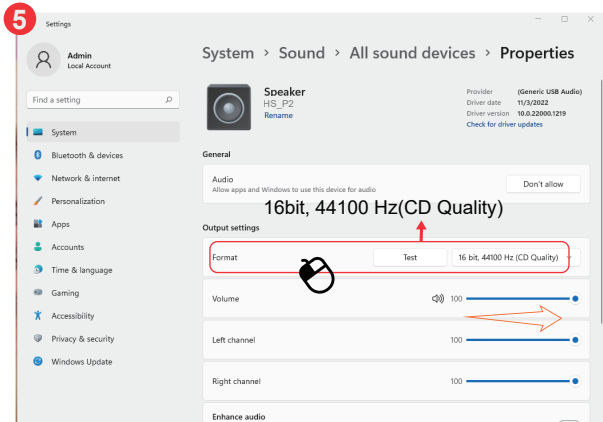 5
Settings
Admin
Local Account
Find a setting
System
Bluetooth & devices
Network & internet
Personalization
Apps
Accounts
Time & language
Gaming
Accessibility
Privacy & security
Windows Update
System > Sound > All sound devices > Properties
Speaker
HS_P2
Rename
Provider (Generic USB Audio)
Driver date 11/3/2022
Driver version 10.0.22000.1219
Check for driver updates
General
Audio
Allow apps and Windows to use this device for audio
Don't allow
16bit, 44100 Hz(CD Quality)
Output settings
Format Test 16 bit, 44100 Hz (CD Quality)
Volume 100
Left channel 100
Right channel 100
Enhance audio